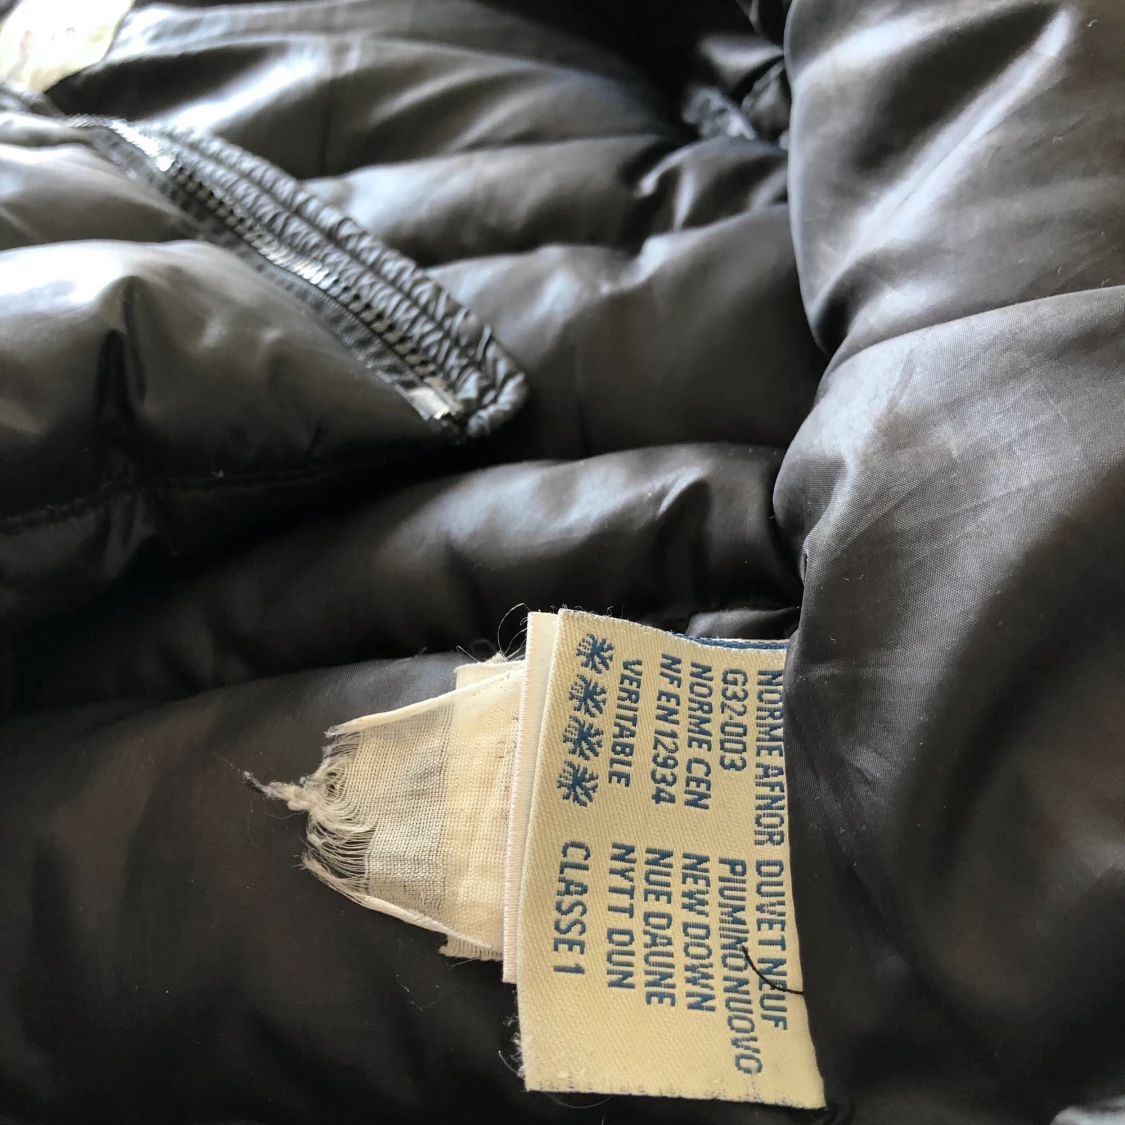 NORME AFNOR
G32-003
NORME CEN
NF EN 12934
VERITABLE
DUVET NEUF
PIUMINO NUOVO
NEW DOWN
NUE DAUNE
NYTT DUN
CLASSE 1